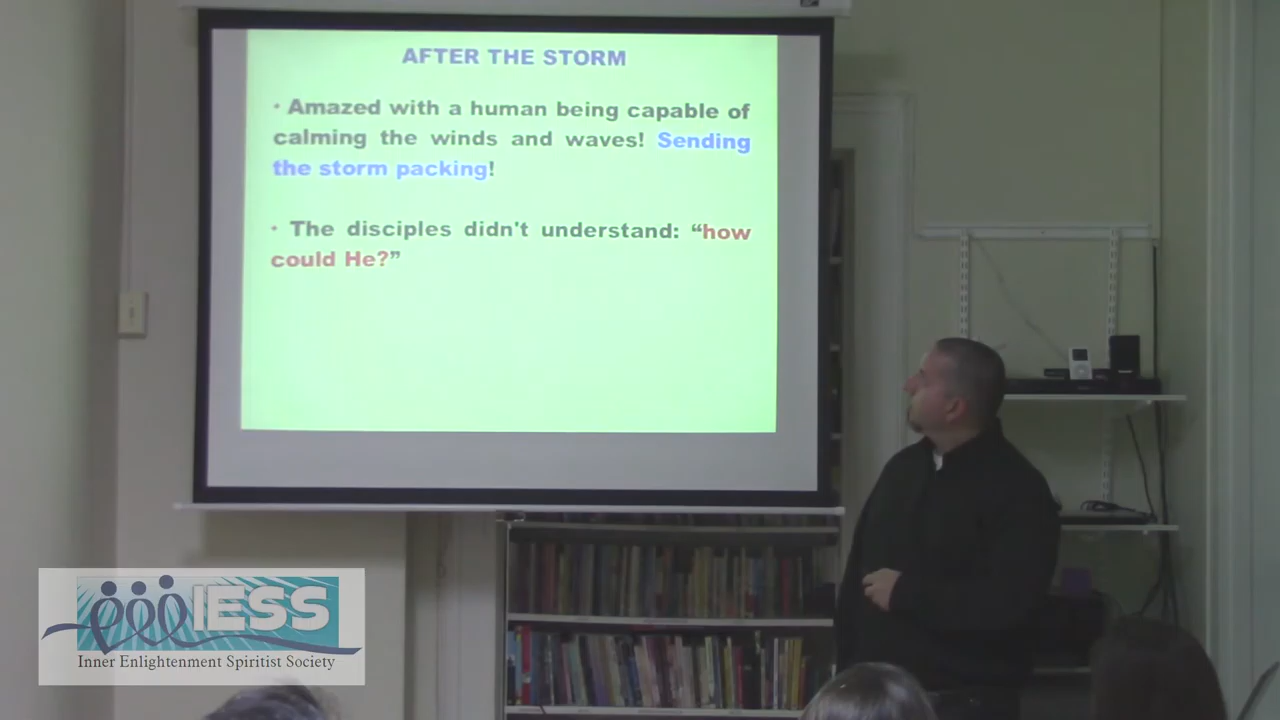 AFTER THE STORM
• Amazed with a human being capable of
calming the winds and waves! Sending
the storm packing!
• The disciples didn't understand: “how
could He?”
IESS
Inner Enlightenment Spiritist Society